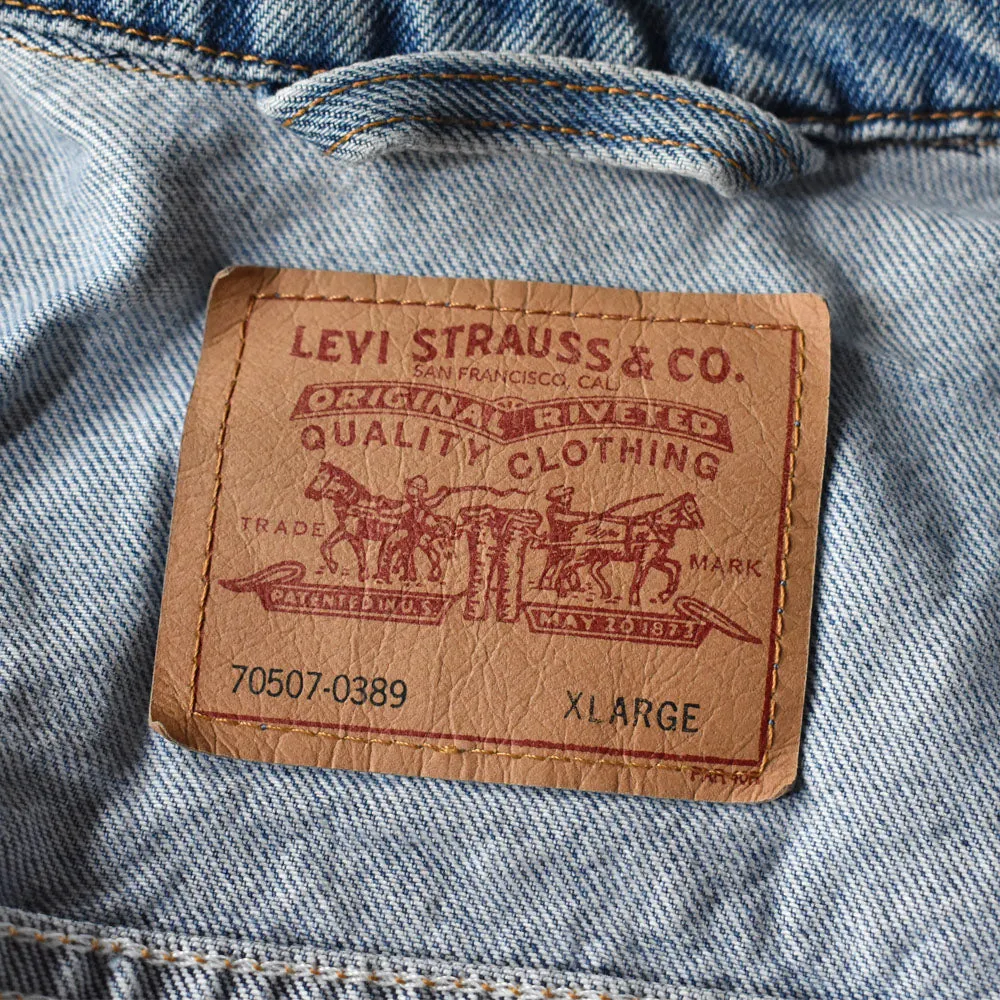 LEVI STRAUSS & CO.
SAN FRANCISCO, CAL.
ORIGINAL RIVETED
QUALITY CLOTHING
TRADE MARK
PATENTED IN U.S. MAY 20 1873
70507-0389 XLARGE